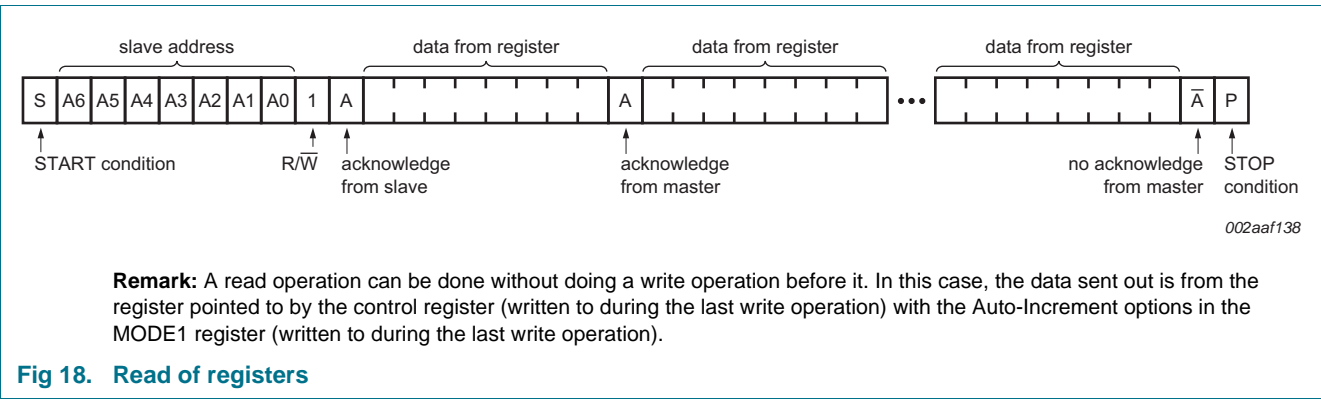 slave address data from register data from register data from register
S A6 A5 A4 A3 A2 A1 A0 1 A A A̅ P
START condition R/W̅ acknowledge acknowledge no acknowledge STOP
from slave from master from master condition
002aaf138
Remark: A read operation can be done without doing a write operation before it. In this case, the data sent out is from the
register pointed to by the control register (written to during the last write operation) with the Auto-Increment options in the
MODE1 register (written to during the last write operation).
Fig 18. Read of registers